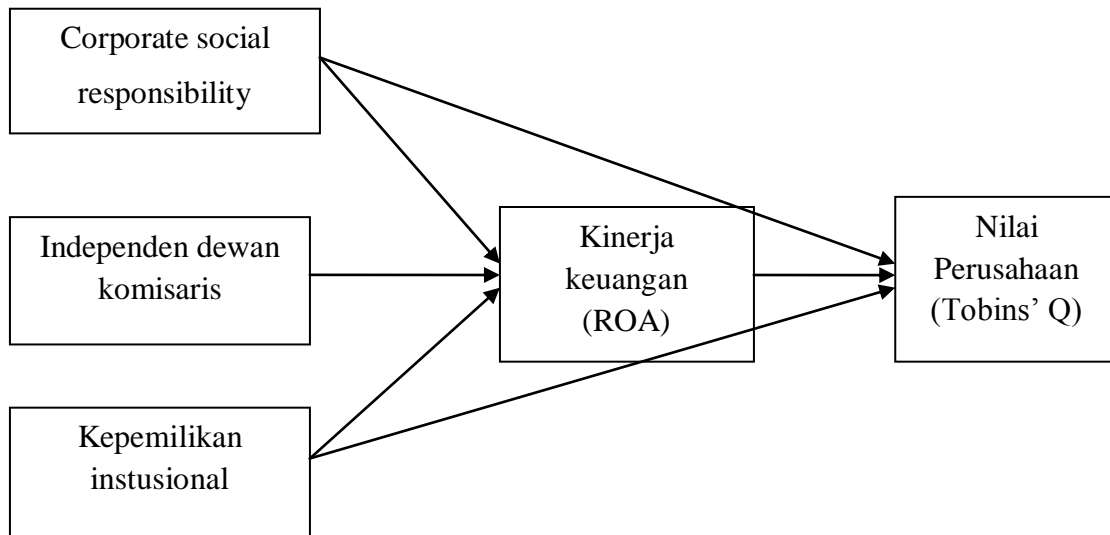 Corporate social
responsibility
Independen dewan
komisaris
Kepemilikan
instusional
Kinerja
keuangan
(ROA)
Nilai
Perusahaan
(Tobins’ Q)